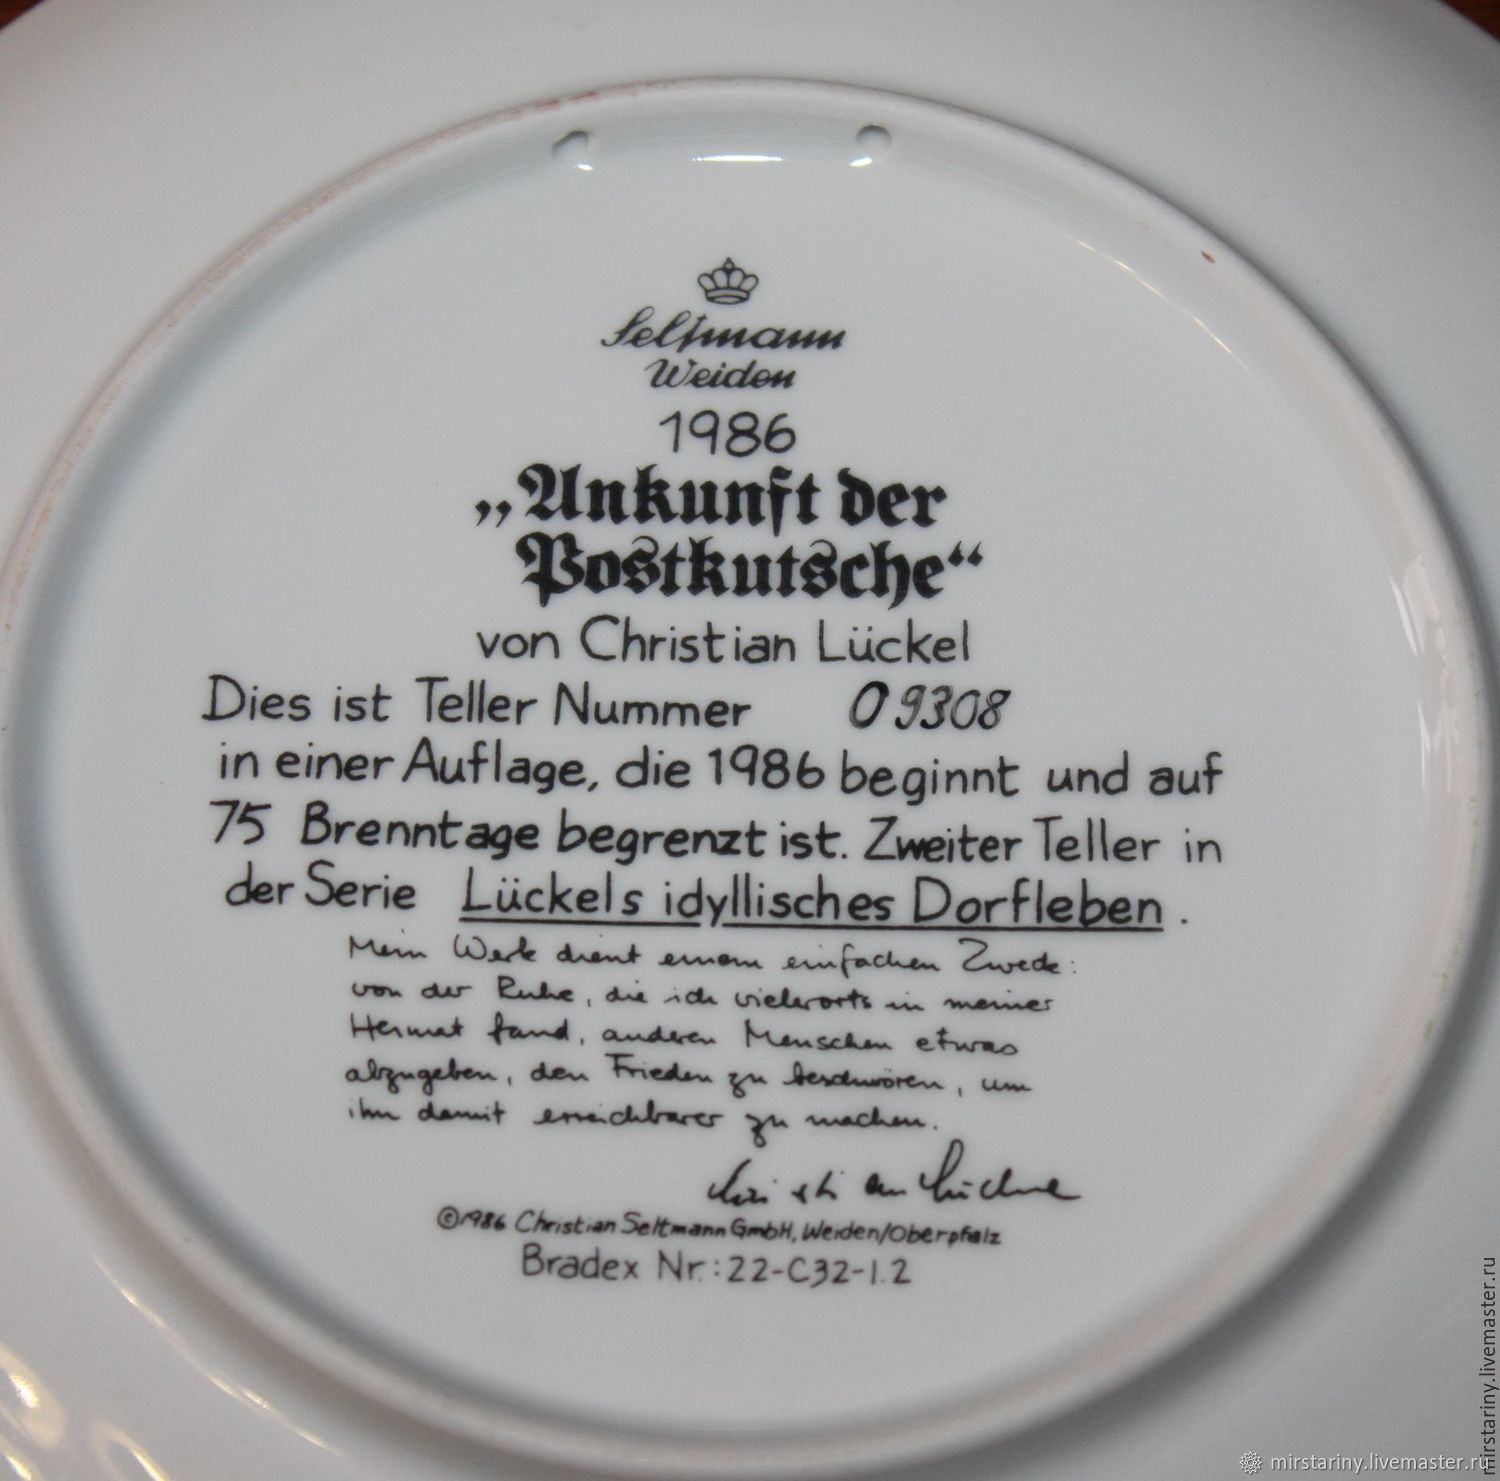 Seltmann
Weiden
1986
„Ankunft der
Postkutsche“
von Christian Lückel
Dies ist Teller Nummer 09308
in einer Auflage, die 1986 beginnt und auf
75 Brenntage begrenzt ist. Zweiter Teller in
der Serie Lückels idyllisches Dorfleben.
Mein Werk dient einem einfachen Zwecke:
von der Ruhe, die ich vielerorts in meiner
Heimat fand, anderen Menschen etwas
abzugeben, den Frieden zu beschwören, um
ihn damit erreichbarer zu machen.
Christian Lückel
©1986 Christian Seltmann GmbH, Weiden/Oberpfalz
Bradex Nr.: 22-C32-1.2
mirstariny.livemaster.ru
mirstariny.livemaster.ru